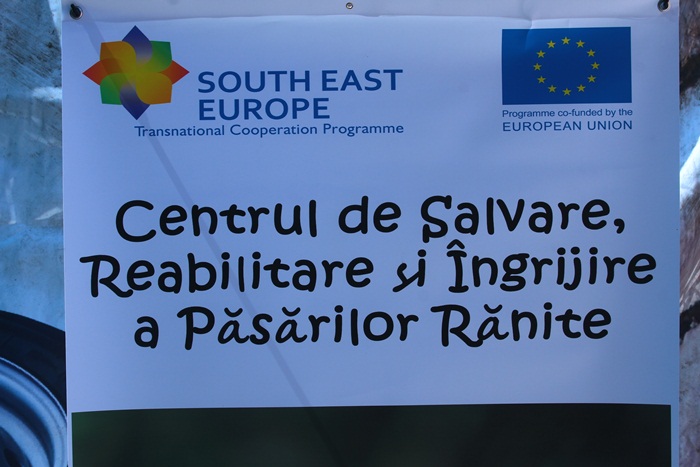 SOUTH EAST
EUROPE
Transnational Cooperation Programme
Programme co-funded by the
EUROPEAN UNION
Centrul de Salvare,
Reabilitare și Îngrijire
a Păsărilor Rănite